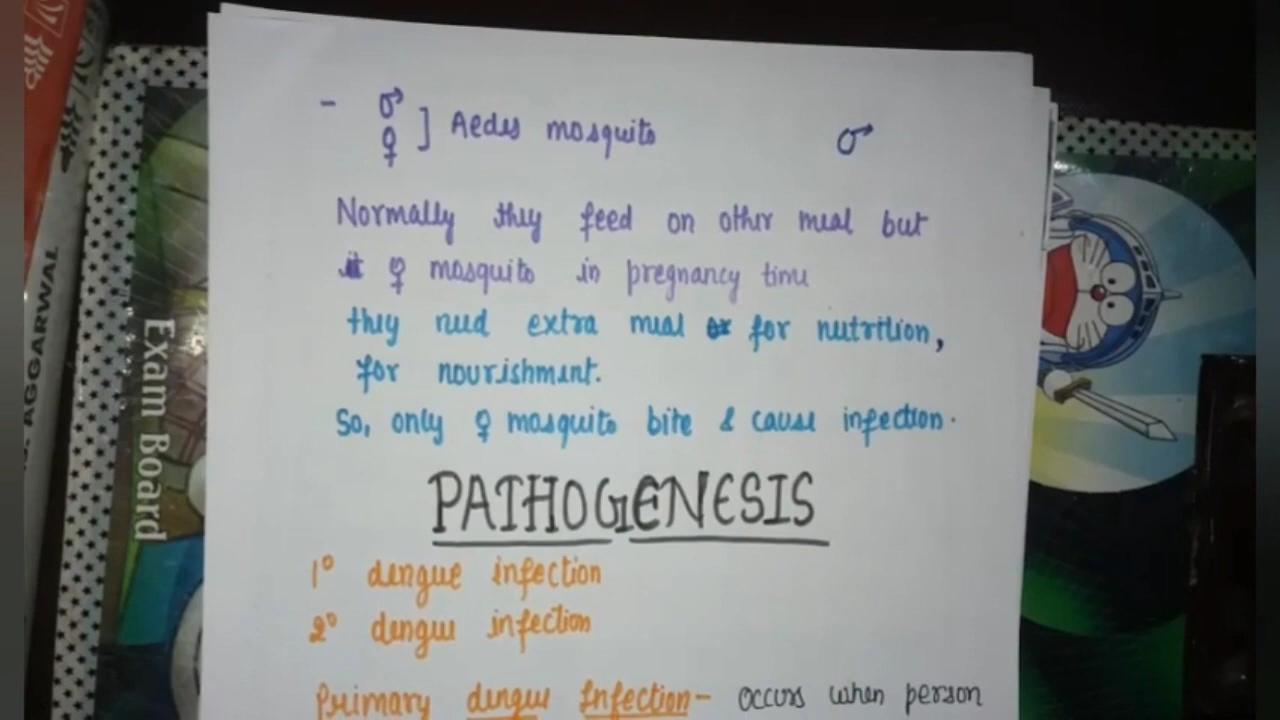 - ♂
♀ ] Aedes mosquito ♂
Normally they feed on other meal but
♀ mosquito in pregnancy time
they need extra meal for nutrition,
for nourishment.
So, only ♀ mosquito bite & cause infection.
PATHOGENESIS
1° dengue infection
2° dengue infection
Primary dengue Infection- occurs when person
Exam Board
AGGARWAL